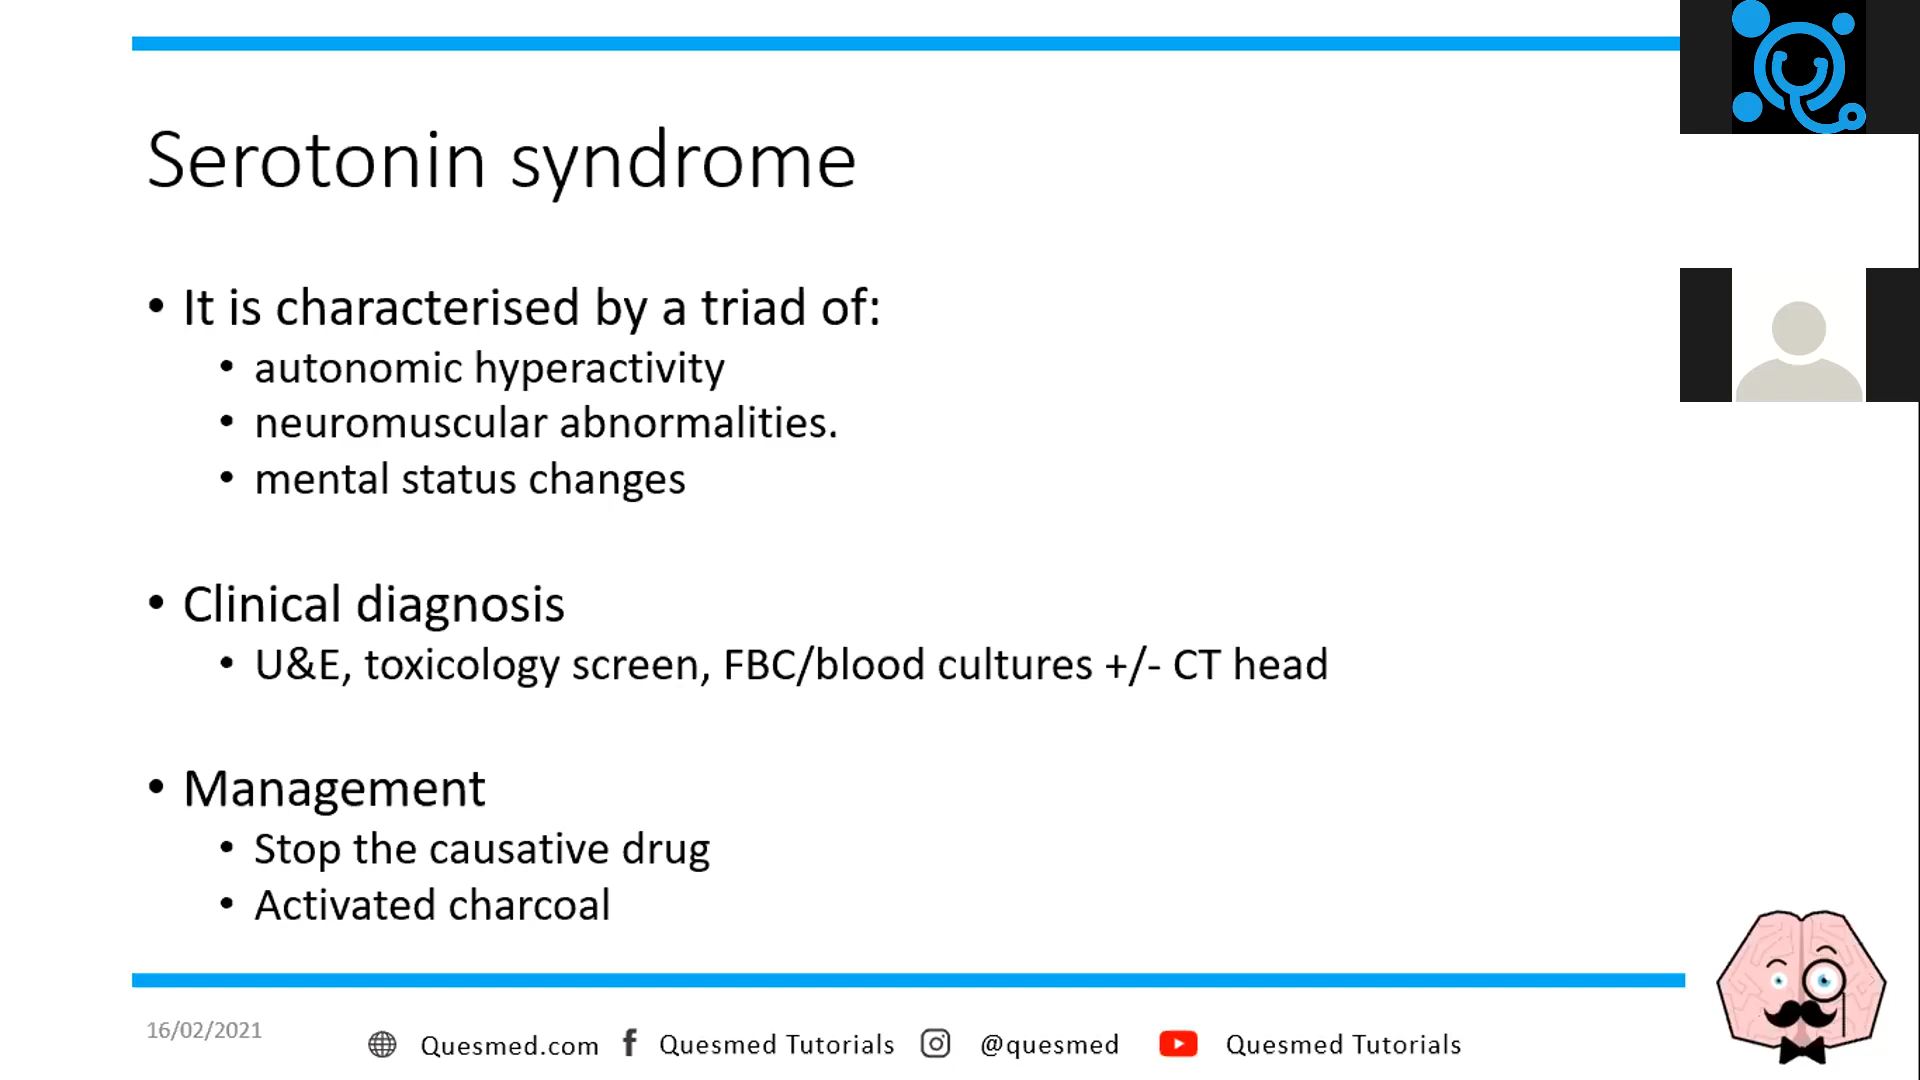 Serotonin syndrome
• It is characterised by a triad of:
• autonomic hyperactivity
• neuromuscular abnormalities.
• mental status changes
• Clinical diagnosis
• U&E, toxicology screen, FBC/blood cultures +/- CT head
• Management
• Stop the causative drug
• Activated charcoal
16/02/2021
Quesmed.com Quesmed Tutorials @quesmed Quesmed Tutorials